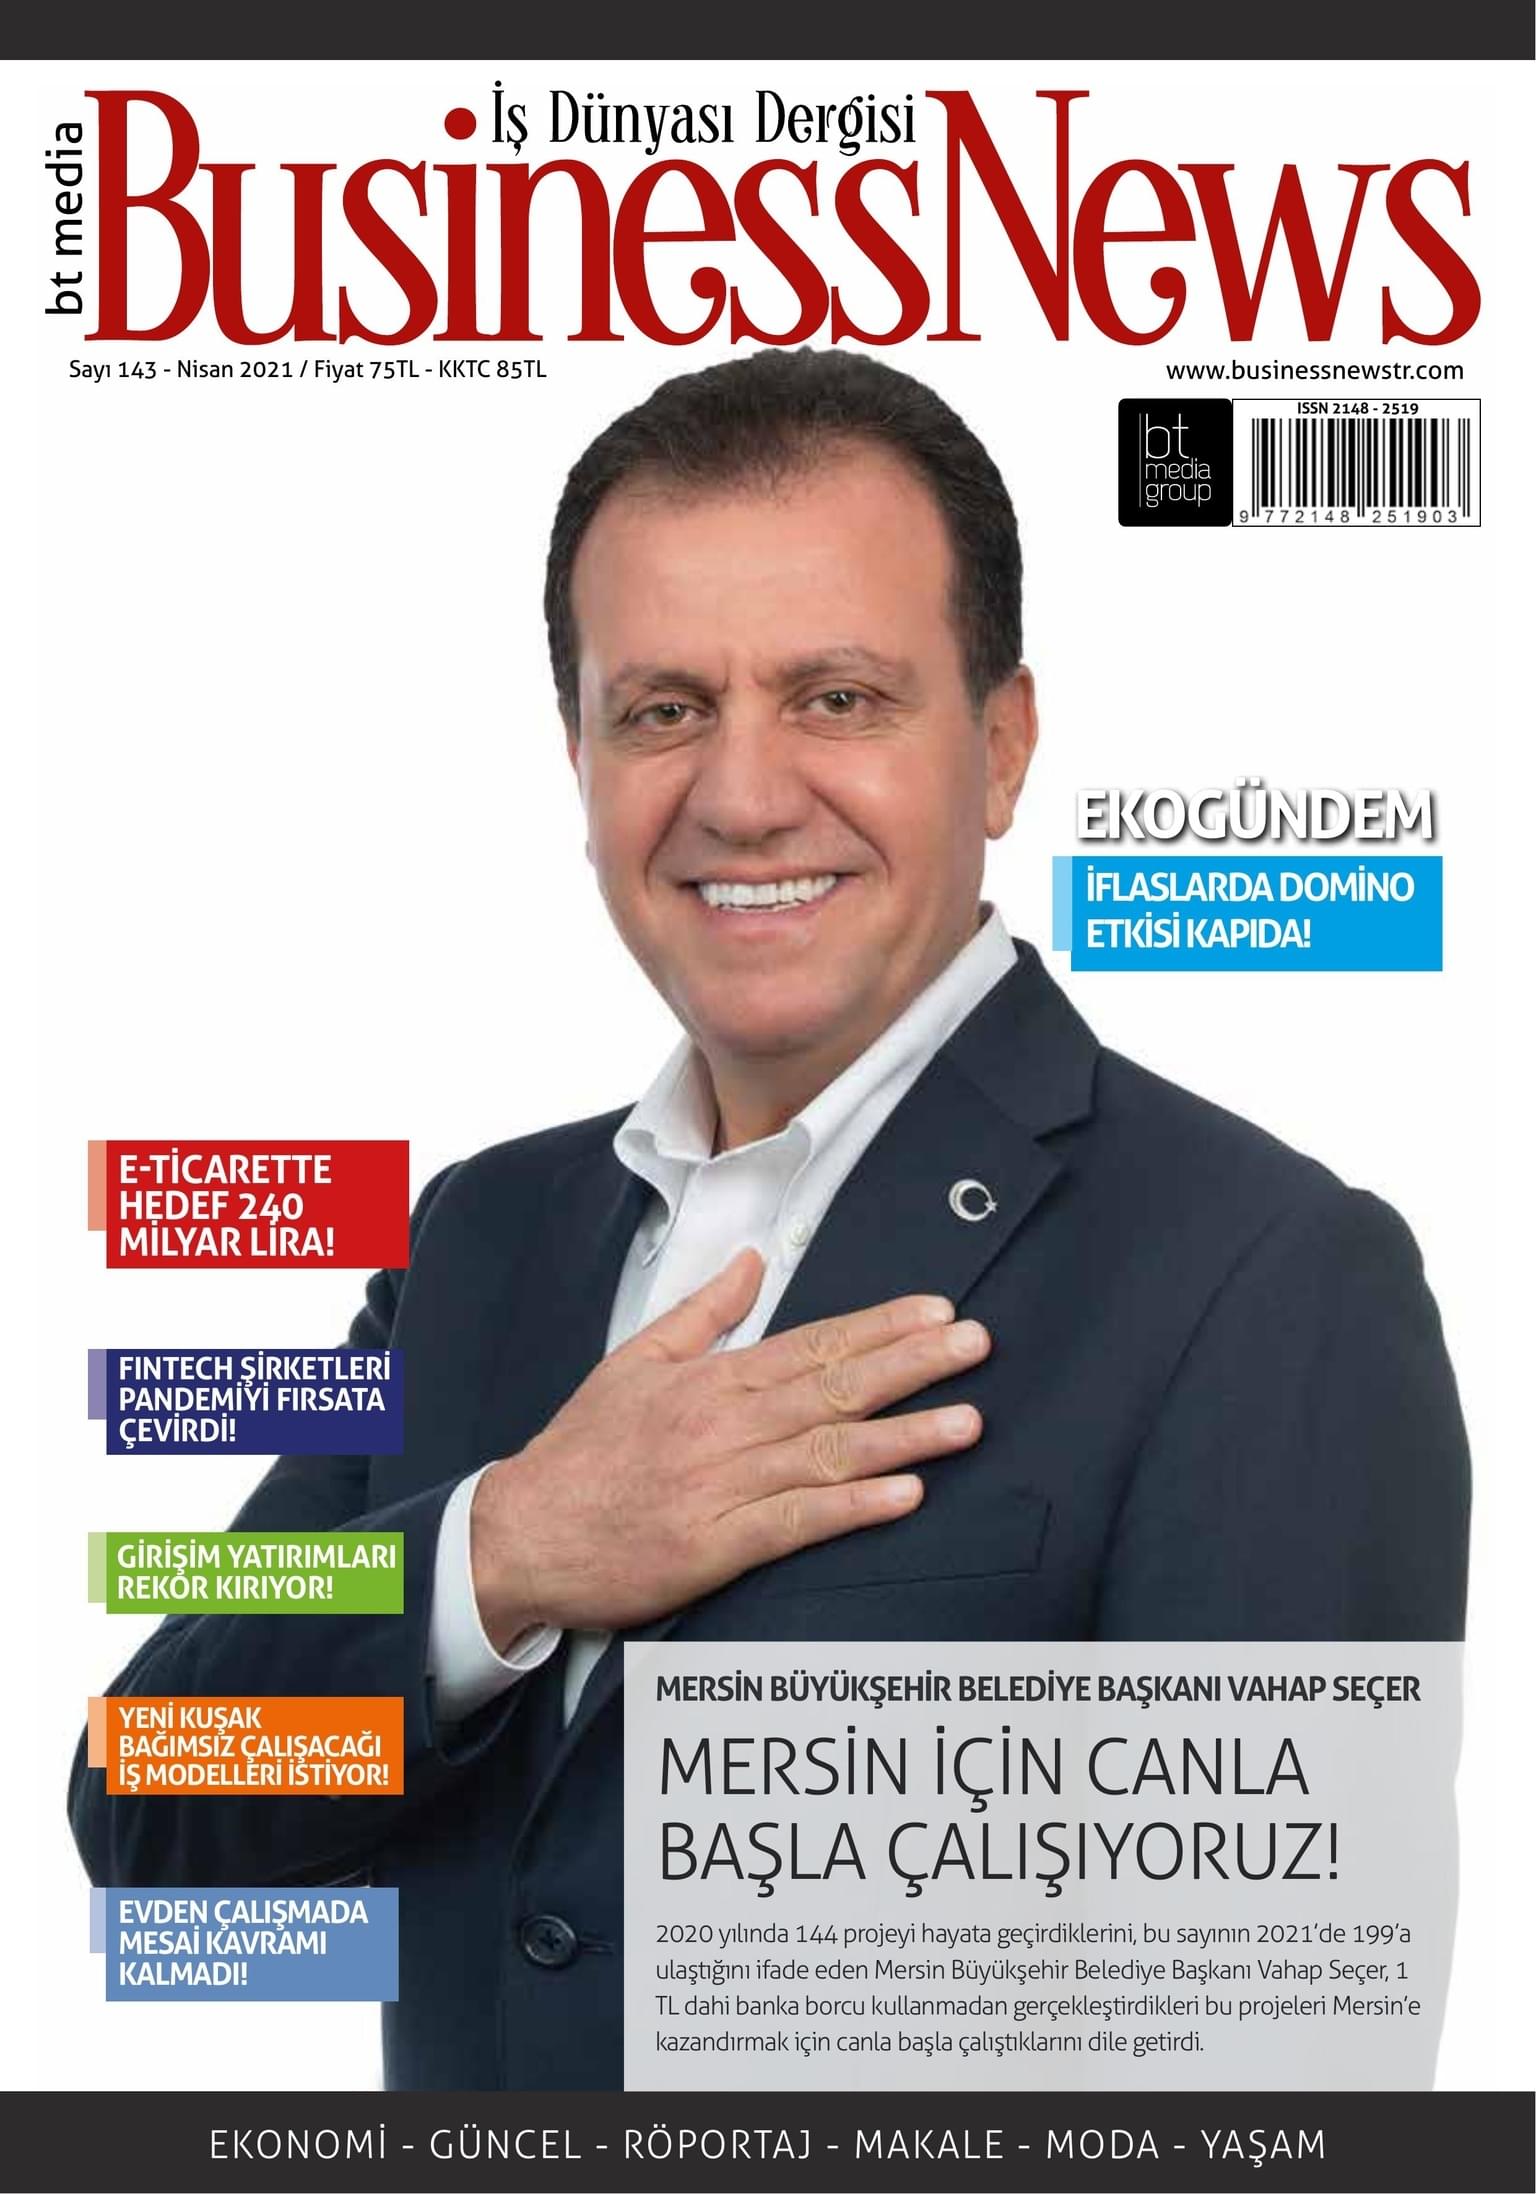 bt media
İş Dünyası Dergisi
BusinessNews
Sayı 143 - Nisan 2021 / Fiyat 75TL - KKTC 85TL
www.businessnewstr.com
bt
media
group
ISSN 2148 - 2519
9 772148 251903
EKOGÜNDEM
İFLASLARDA DOMİNO
ETKİSİ KAPIDA!
E-TİCARETTE
HEDEF 240
MİLYAR LİRA!
FINTECH ŞİRKETLERİ
PANDEMİYİ FIRSATA
ÇEVİRDİ!
GİRİŞİM YATIRIMLARI
REKOR KIRIYOR!
YENİ KUŞAK
BAĞIMSIZ ÇALIŞACAĞI
İŞ MODELLERİ İSTİYOR!
EVDEN ÇALIŞMADA
MESAİ KAVRAMI
KALMADI!
MERSİN BÜYÜKŞEHİR BELEDİYE BAŞKANI VAHAP SEÇER
MERSİN İÇİN CANLA
BAŞLA ÇALIŞIYORUZ!
2020 yılında 144 projeyi hayata geçirdiklerini, bu sayının 2021'de 199'a
ulaştığını ifade eden Mersin Büyükşehir Belediye Başkanı Vahap Seçer, 1
TL dahi banka borcu kullanmadan gerçekleştirdikleri bu projeleri Mersin'e
kazandırmak için canla başla çalıştıklarını dile getirdi.
EKONOMİ - GÜNCEL - RÖPORTAJ - MAKALE - MODA - YAŞAM